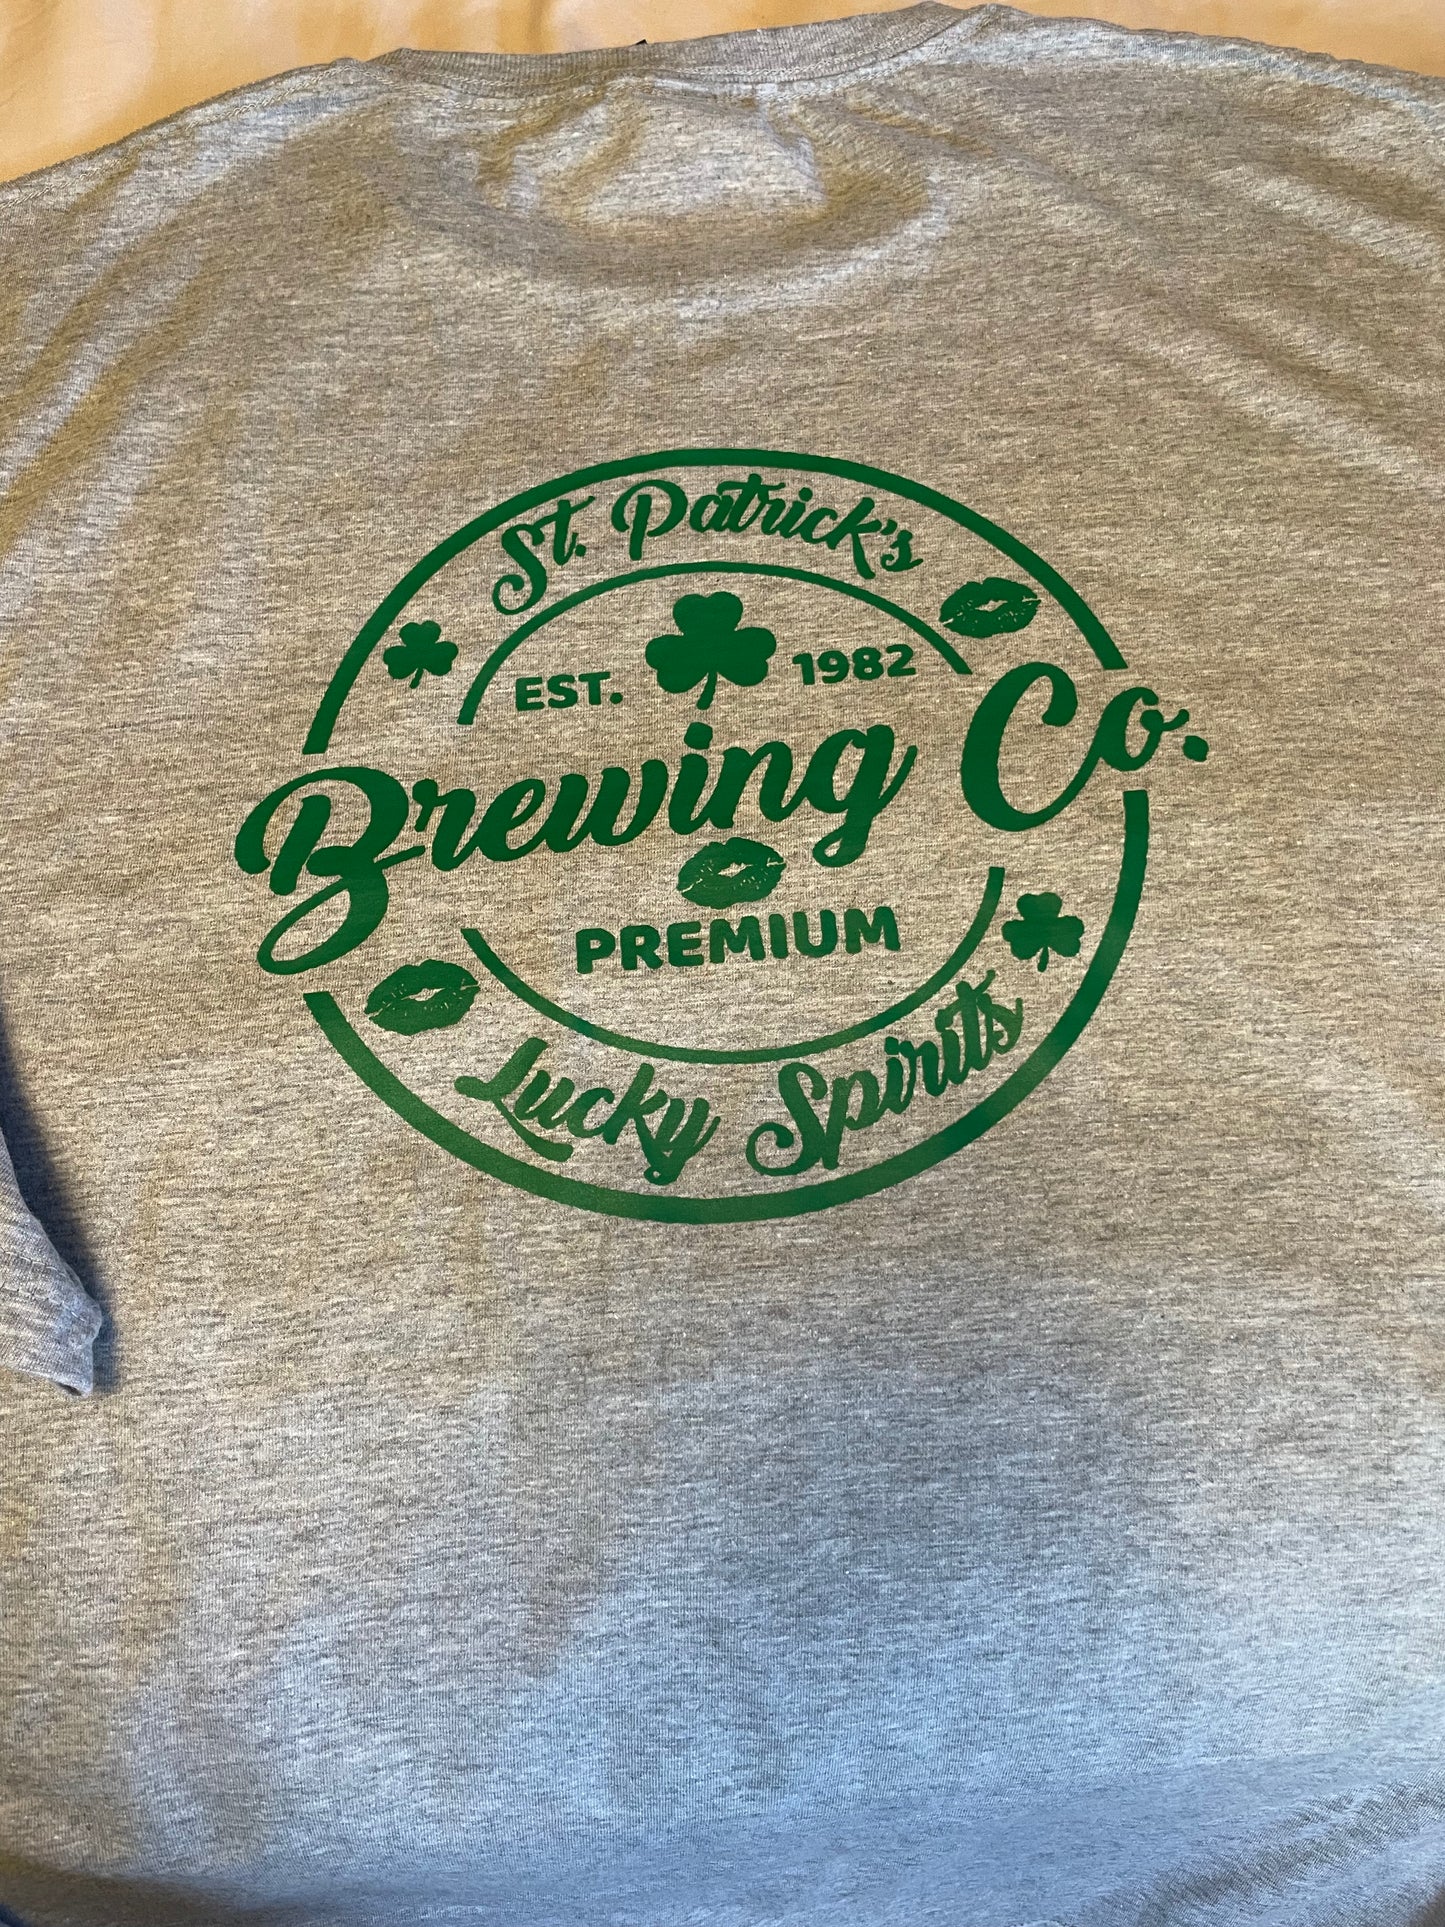 St. Patrick's
EST. 1982
Brewing Co.
PREMIUM
Lucky Spirits